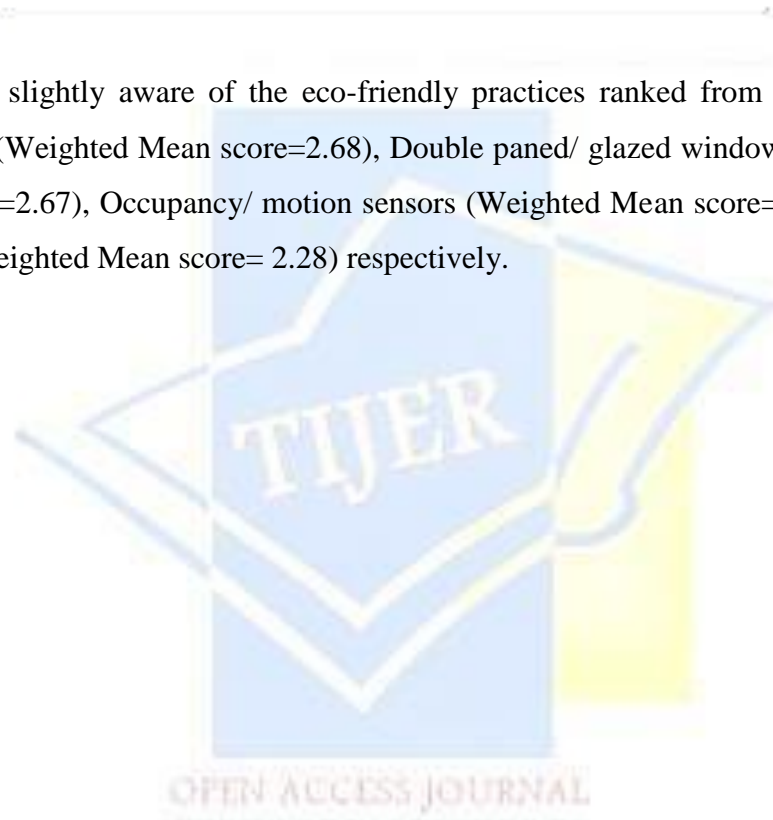 slightly aware of the eco-friendly practices ranked from
(Weighted Mean score=2.68), Double paned/ glazed window
=2.67), Occupancy/ motion sensors (Weighted Mean score=
eighted Mean score= 2.28) respectively.
TIJER
OPEN ACCESS JOURNAL